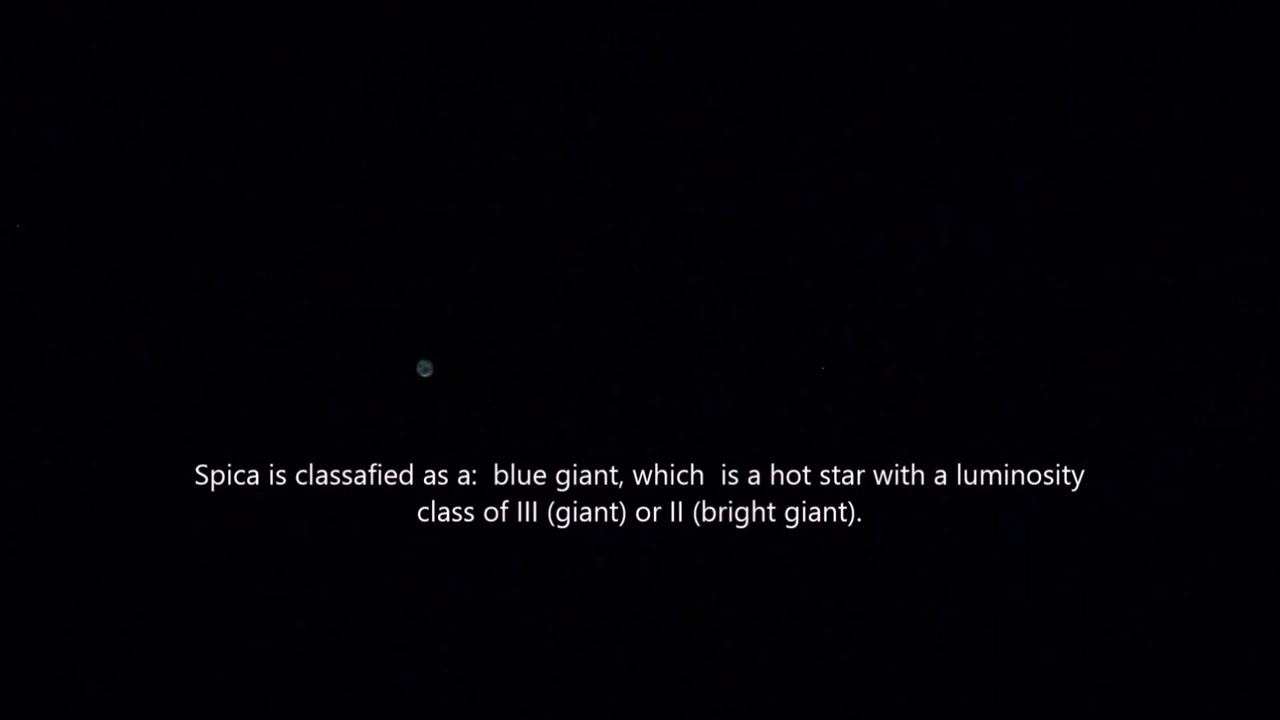 Spica is classafied as a:  blue giant, which  is a hot star with a luminosity
class of III (giant) or II (bright giant).